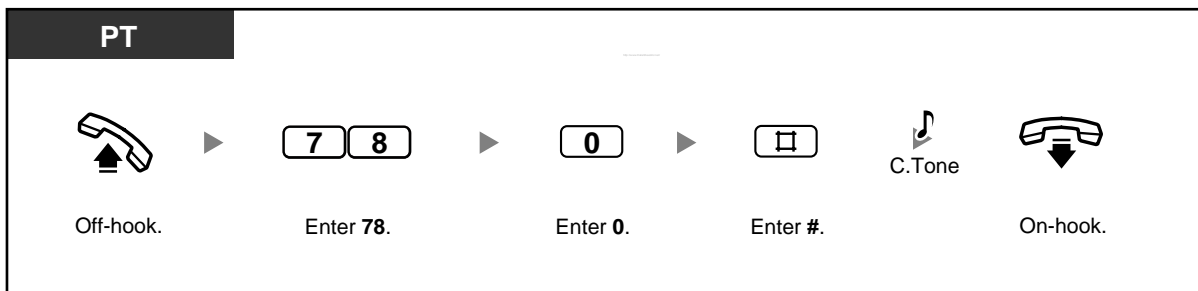 PT
7 8 0 #
C.Tone
Off-hook. Enter 78. Enter 0. Enter #. On-hook.